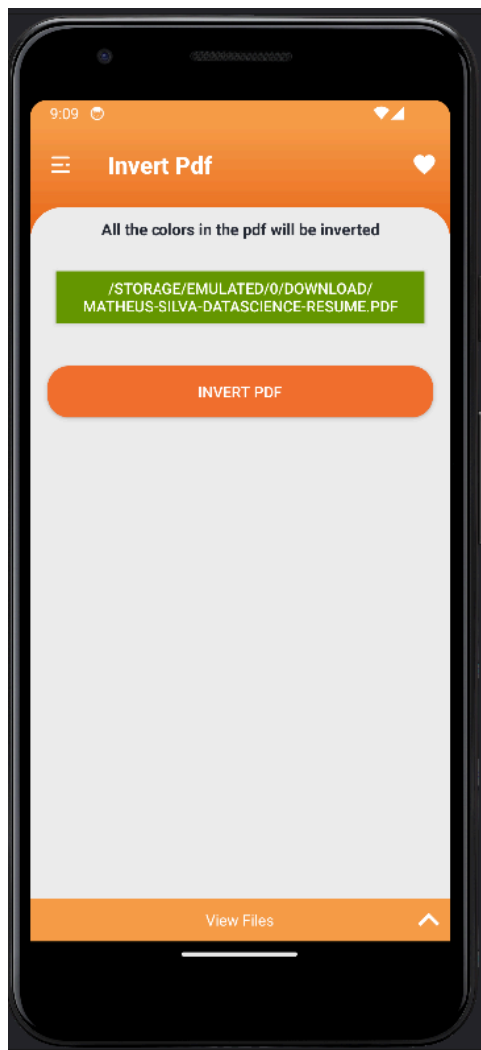 9:09
Invert Pdf
All the colors in the pdf will be inverted
/STORAGE/EMULATED/0/DOWNLOAD/
MATHEUS-SILVA-DATASCIENCE-RESUME.PDF
INVERT PDF
View Files